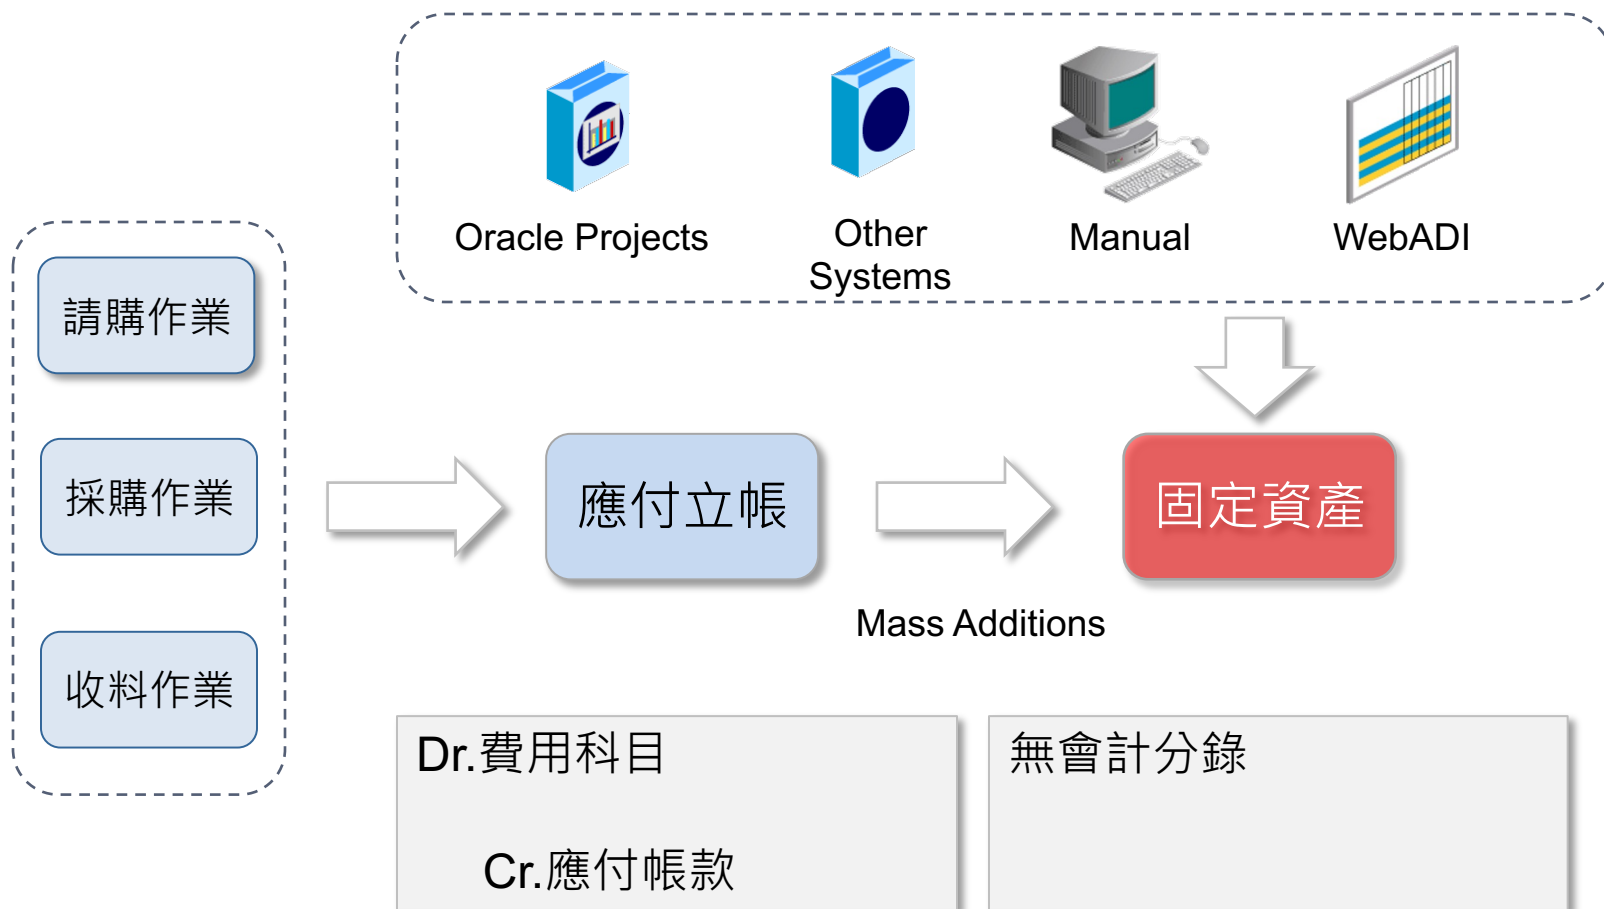 Oracle Projects
Other
Systems
Manual
WebADI
請購作業
採購作業
收料作業
應付立帳
固定資產
Mass Additions
Dr.費用科目
Cr.應付帳款
無會計分錄